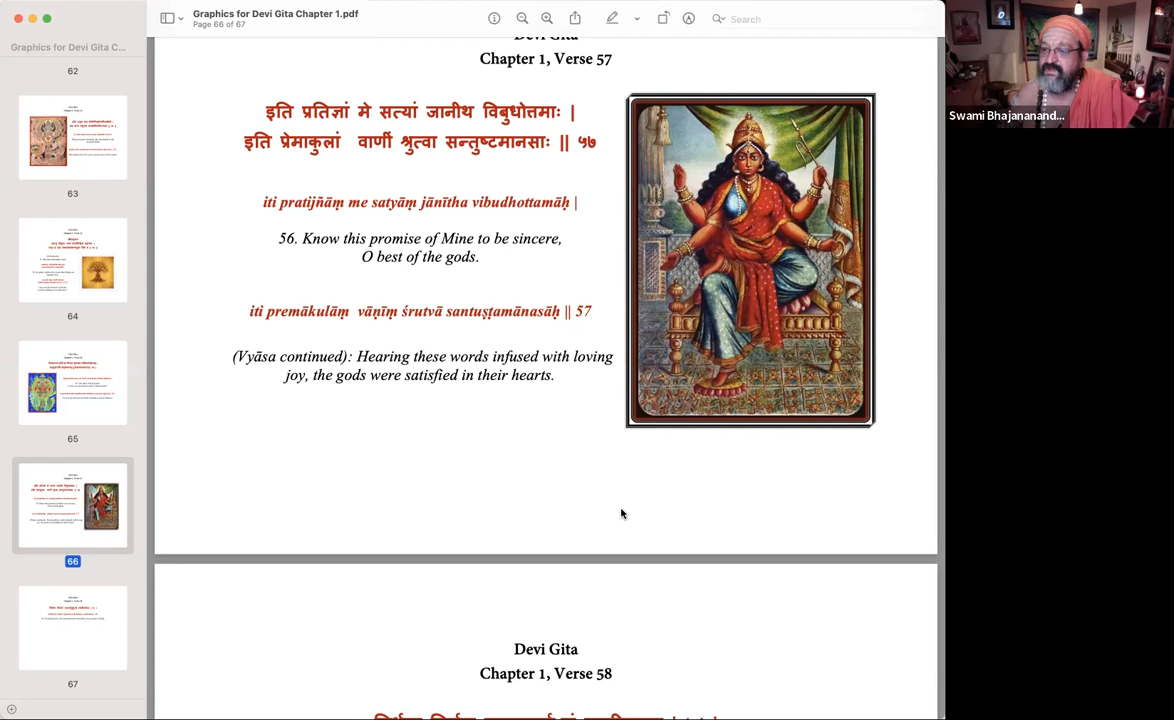 Graphics for Devi Gita Chapter 1.pdf
Page 66 of 67
Search
Graphics for Devi Gita C...
62
63
64
65
66
67
Devi Gita
Chapter 1, Verse 57
इति प्रतिज्ञां मे सत्यां जानीथ विबुधोत्तमाः |
इति प्रेमाकुलां वाणीं श्रुत्वा सन्तुष्टमानसाः || ५७
iti pratijñāṃ me satyāṃ jānītha vibudhottamāḥ |
56. Know this promise of Mine to be sincere,
O best of the gods.
iti premākulāṃ vāṇīṃ śrutvā santuṣṭamānasāḥ || 57
(Vyāsa continued): Hearing these words infused with loving
joy, the gods were satisfied in their hearts.
Devi Gita
Chapter 1, Verse 58
Swami Bhajananand...